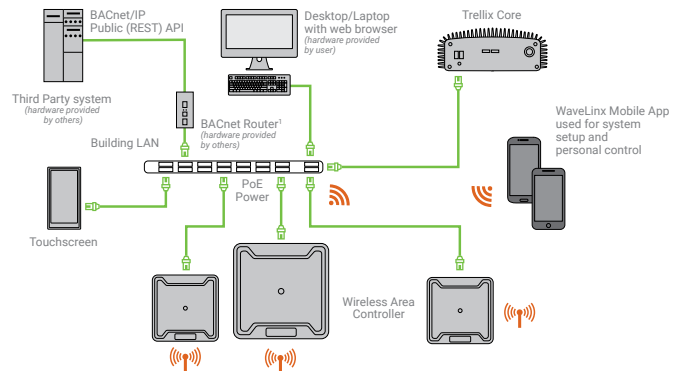 BACnet/IP
Public (REST) API
Desktop/Laptop
with web browser
(hardware provided
by user)
Trellix Core
Third Party system
(hardware provided
by others)
BACnet Router¹
(hardware provided
by others)
Building LAN
WaveLinx Mobile App
used for system
setup and
personal control
PoE
Power
Touchscreen
Wireless Area
Controller